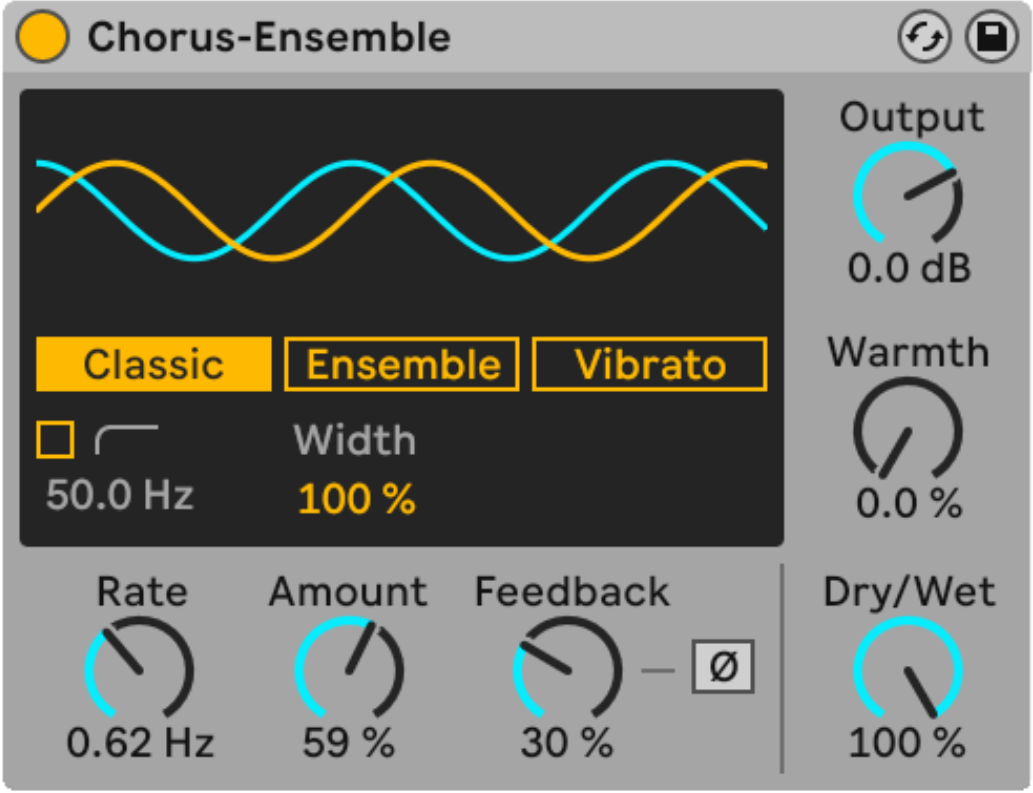 Chorus-Ensemble
Output
0.0 dB
Classic
Ensemble
Vibrato
Warmth
0.0 %
Width
50.0 Hz
100 %
Rate
Amount
Feedback
Dry/Wet
Ø
0.62 Hz
59 %
30 %
100 %